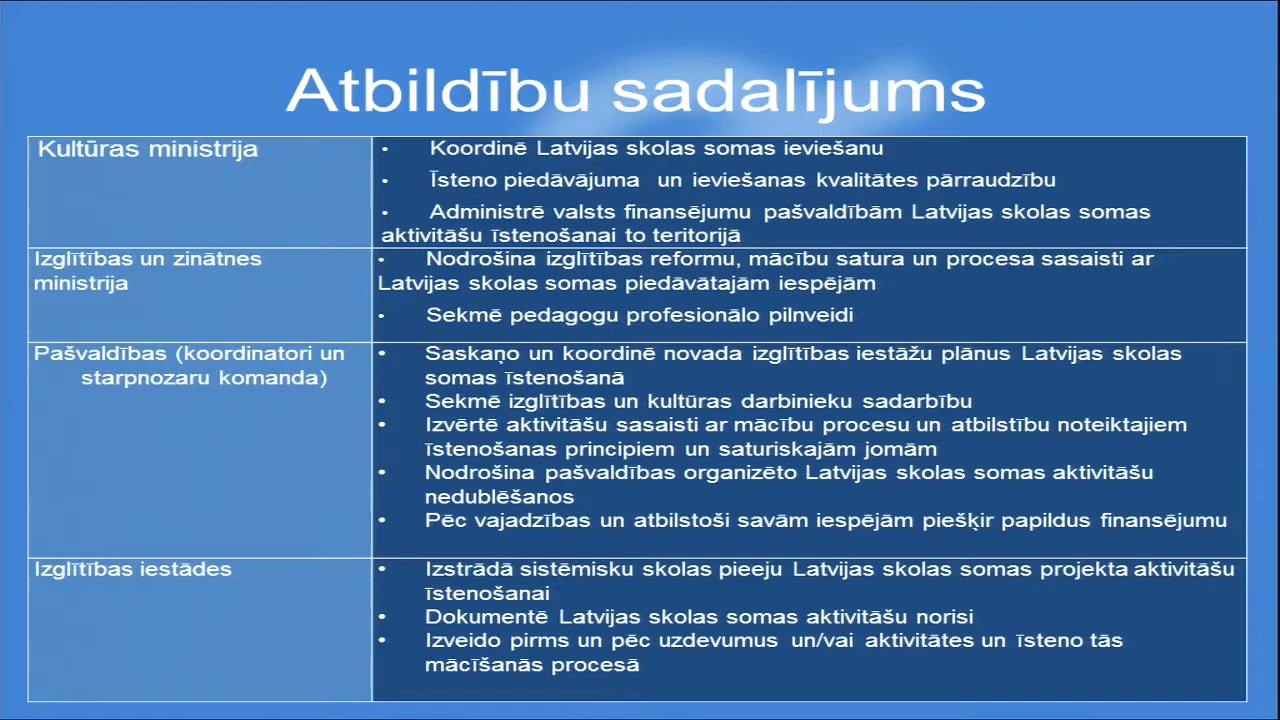 Atbildību sadalījums
Kultūras ministrija
• Koordinē Latvijas skolas somas ieviešanu
• Īsteno piedāvājuma un ieviešanas kvalitātes pārraudzību
• Administrē valsts finansējumu pašvaldībām Latvijas skolas somas
aktivitāšu īstenošanai to teritorijā
Izglītības un zinātnes
ministrija
• Nodrošina izglītības reformu, mācību satura un procesa sasaisti ar
Latvijas skolas somas piedāvātajām iespējām
• Sekmē pedagogu profesionālo pilnveidi
Pašvaldības (koordinatori un
starpnozaru komanda)
• Saskaņo un koordinē novada izglītības iestāžu plānus Latvijas skolas
somas īstenošanā
• Sekmē izglītības un kultūras darbinieku sadarbību
• Izvērtē aktivitāšu sasaisti ar mācību procesu un atbilstību noteiktajiem
īstenošanas principiem un saturiskajām jomām
• Nodrošina pašvaldības organizēto Latvijas skolas somas aktivitāšu
nedublēšanos
• Pēc vajadzības un atbilstoši savām iespējām piešķir papildus finansējumu
Izglītības iestādes
• Izstrādā sistēmisku skolas pieeju Latvijas skolas somas projekta aktivitāšu
īstenošanai
• Dokumentē Latvijas skolas somas aktivitāšu norisi
• Izveido pirms un pēc uzdevumus un/vai aktivitātes un īsteno tās
mācīšanās procesā